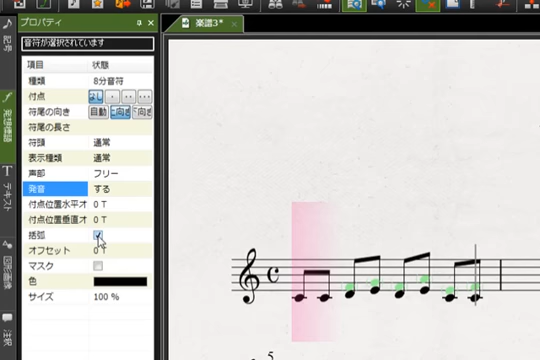 プロパティ
楽譜3*
音符が選択されています
項目 状態
種類 8分音符
付点 なし
符尾の向き 自動 上向き 下向き
符尾の長さ
符頭 通常
表示種類 通常
声部 フリー
発音 する
付点位置水平オ 0 T
付点位置垂直オ 0 T
括弧
オフセット 0 T
マスク
色
サイズ 100 %
記号
発想標語
T
テキスト
図形画像
注釈
5